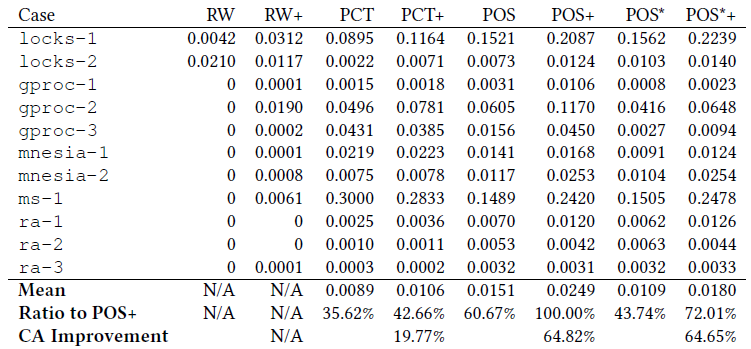 Case RW RW+ PCT PCT+ POS POS+ POS* POS*+
locks-1 0.0042 0.0312 0.0895 0.1164 0.1521 0.2087 0.1562 0.2239
locks-2 0.0210 0.0117 0.0022 0.0071 0.0073 0.0124 0.0103 0.0140
gproc-1 0 0.0001 0.0015 0.0018 0.0031 0.0106 0.0008 0.0023
gproc-2 0 0.0190 0.0496 0.0781 0.0605 0.1170 0.0416 0.0648
gproc-3 0 0.0002 0.0431 0.0385 0.0156 0.0450 0.0027 0.0094
mnesia-1 0 0.0001 0.0219 0.0223 0.0141 0.0168 0.0091 0.0124
mnesia-2 0 0.0008 0.0075 0.0078 0.0117 0.0253 0.0104 0.0254
ms-1 0 0.0061 0.3000 0.2833 0.1489 0.2420 0.1505 0.2478
ra-1 0 0 0.0025 0.0036 0.0070 0.0120 0.0062 0.0126
ra-2 0 0 0.0010 0.0011 0.0053 0.0042 0.0063 0.0044
ra-3 0 0.0001 0.0003 0.0002 0.0032 0.0031 0.0032 0.0033
Mean N/A N/A 0.0089 0.0106 0.0151 0.0249 0.0109 0.0180
Ratio to POS+ N/A N/A 35.62% 42.66% 60.67% 100.00% 43.74% 72.01%
CA Improvement N/A 19.77% 64.82% 64.65%